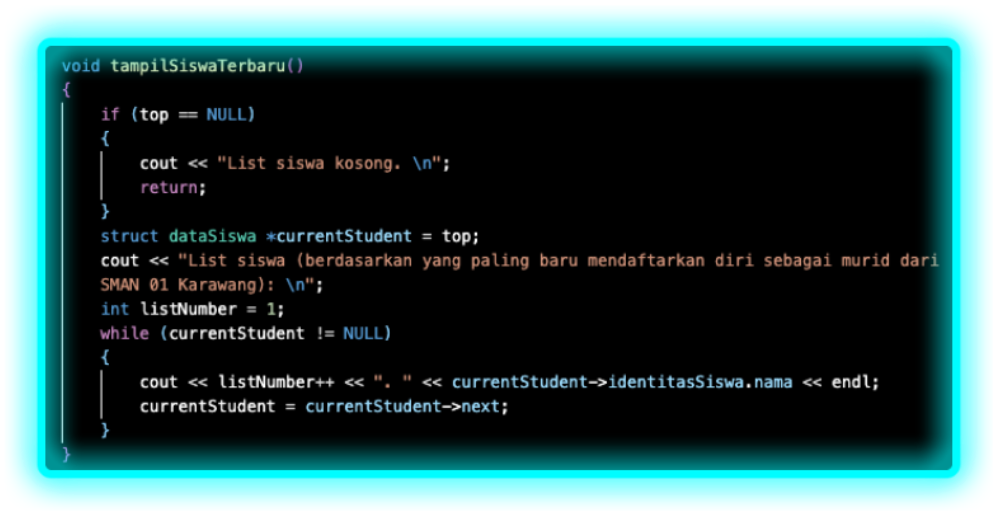 void tampilSiswaTerbaru()
{
if (top == NULL)
{
cout << "List siswa kosong. \n";
return;
}
struct dataSiswa *currentStudent = top;
cout << "List siswa (berdasarkan yang paling baru mendaftarkan diri sebagai murid dari
SMAN 01 Karawang): \n";
int listNumber = 1;
while (currentStudent != NULL)
{
cout << listNumber++ << ". " << currentStudent->identitasSiswa.nama << endl;
currentStudent = currentStudent->next;
}
}